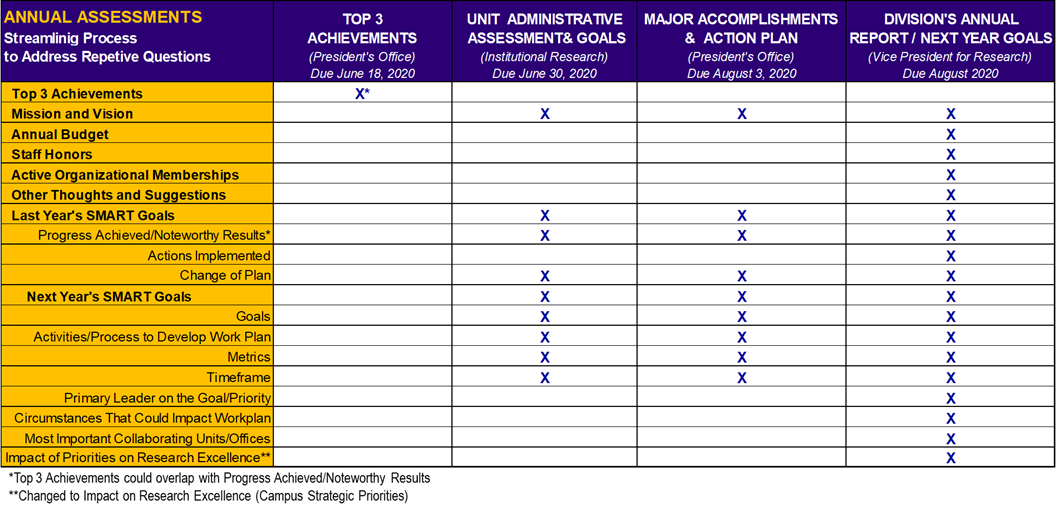 ANNUAL ASSESSMENTS
Streamlinig Process
to Address Repetive Questions
TOP 3
ACHIEVEMENTS
(President's Office)
Due June 18, 2020
UNIT ADMINISTRATIVE
ASSESSMENT& GOALS
(Institutional Research)
Due June 30, 2020
MAJOR ACCOMPLISHMENTS
& ACTION PLAN
(President's Office)
Due August 3, 2020
DIVISION'S ANNUAL
REPORT / NEXT YEAR GOALS
(Vice President for Research)
Due August 2020
Top 3 Achievements X*
Mission and Vision X X X
Annual Budget X
Staff Honors X
Active Organizational Memberships X
Other Thoughts and Suggestions X
Last Year's SMART Goals X X X
Progress Achieved/Noteworthy Results* X X X
Actions Implemented X
Change of Plan X X X
Next Year's SMART Goals X X X
Goals X X X
Activities/Process to Develop Work Plan X X X
Metrics X X X
Timeframe X X X
Primary Leader on the Goal/Priority X
Circumstances That Could Impact Workplan X
Most Important Collaborating Units/Offices X
Impact of Priorities on Research Excellence** X
*Top 3 Achievements could overlap with Progress Achieved/Noteworthy Results
**Changed to Impact on Research Excellence (Campus Strategic Priorities)